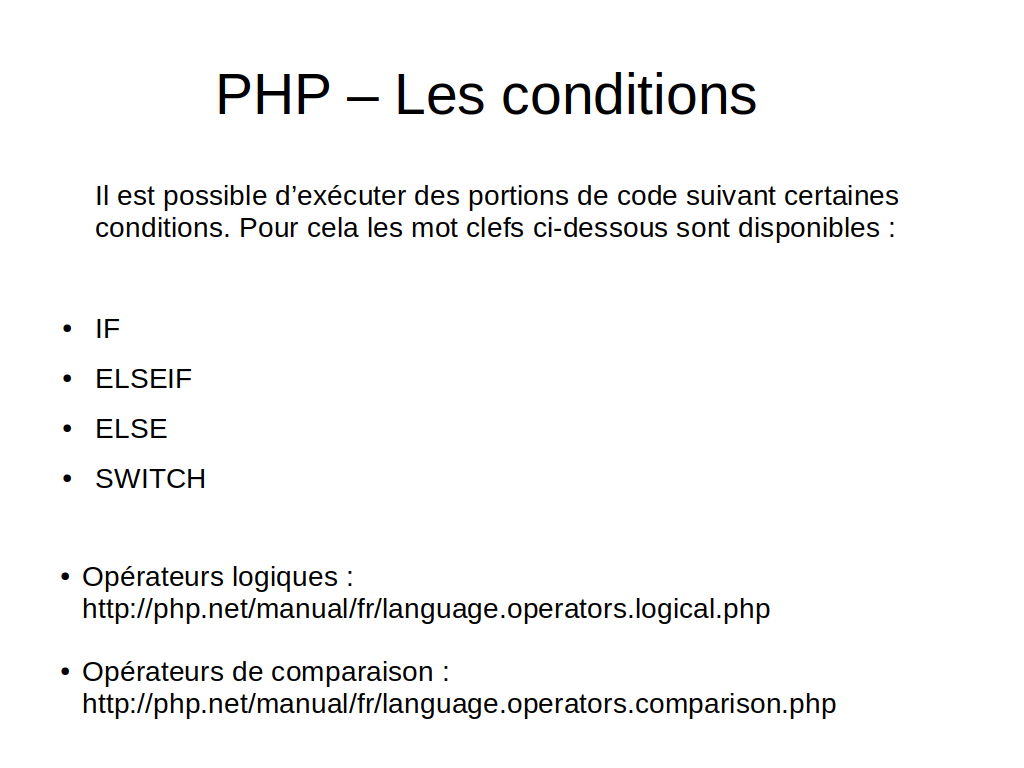 PHP – Les conditions
Il est possible d’exécuter des portions de code suivant certaines
conditions. Pour cela les mot clefs ci-dessous sont disponibles :
• IF
• ELSEIF
• ELSE
• SWITCH
• Opérateurs logiques :
http://php.net/manual/fr/language.operators.logical.php
• Opérateurs de comparaison :
http://php.net/manual/fr/language.operators.comparison.php